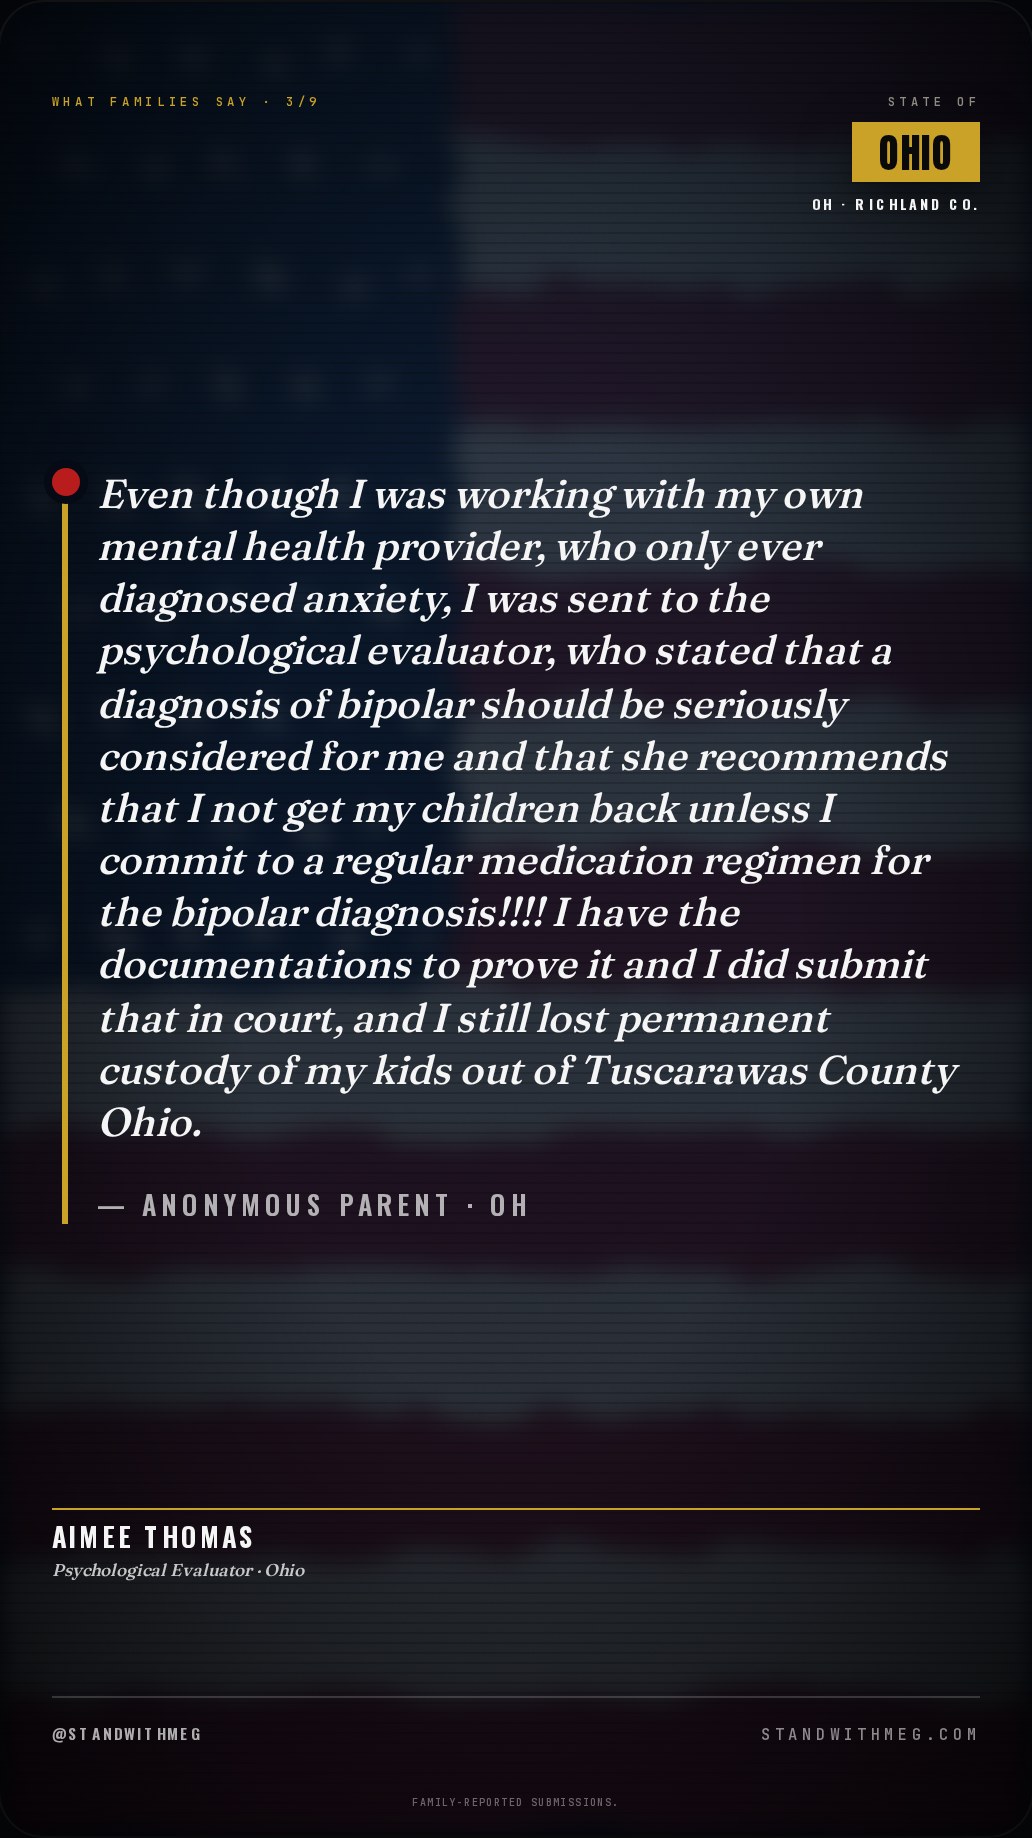 WHAT FAMILIES SAY · 3/9
STATE OF
OHIO
OH · RICHLAND CO.
Even though I was working with my own
mental health provider, who only ever
diagnosed anxiety, I was sent to the
psychological evaluator, who stated that a
diagnosis of bipolar should be seriously
considered for me and that she recommends
that I not get my children back unless I
commit to a regular medication regimen for
the bipolar diagnosis!!!! I have the
documentations to prove it and I did submit
that in court, and I still lost permanent
custody of my kids out of Tuscarawas County
Ohio.
— ANONYMOUS PARENT · OH
AIMEE THOMAS
Psychological Evaluator · Ohio
@STANDWITHMEG
STANDWITHMEG.COM
FAMILY-REPORTED SUBMISSIONS.